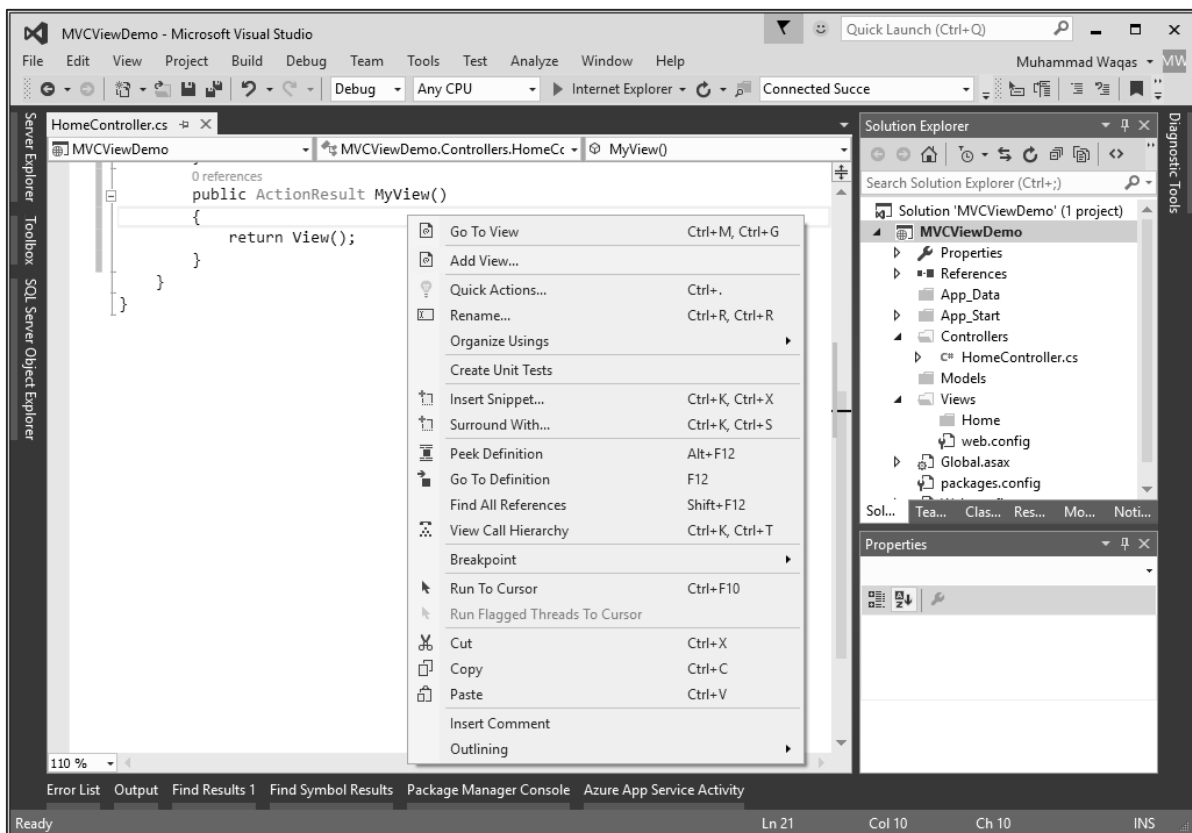 MVCViewDemo - Microsoft Visual Studio
Quick Launch (Ctrl+Q)
File Edit View Project Build Debug Team Tools Test Analyze Window Help
Muhammad Waqas
MW
Debug
Any CPU
Internet Explorer
Connected Succe
Server Explorer
Toolbox
SQL Server Object Explorer
HomeController.cs
MVCViewDemo
MVCViewDemo.Controllers.HomeCc
MyView()
0 references
public ActionResult MyView()
{
return View();
}
}
}
Go To View Ctrl+M, Ctrl+G
Add View...
Quick Actions... Ctrl+.
Rename... Ctrl+R, Ctrl+R
Organize Usings
Create Unit Tests
Insert Snippet... Ctrl+K, Ctrl+X
Surround With... Ctrl+K, Ctrl+S
Peek Definition Alt+F12
Go To Definition F12
Find All References Shift+F12
View Call Hierarchy Ctrl+K, Ctrl+T
Breakpoint
Run To Cursor Ctrl+F10
Run Flagged Threads To Cursor
Cut Ctrl+X
Copy Ctrl+C
Paste Ctrl+V
Insert Comment
Outlining
110 %
Solution Explorer
Search Solution Explorer (Ctrl+;)
Solution 'MVCViewDemo' (1 project)
MVCViewDemo
Properties
References
App_Data
App_Start
Controllers
C# HomeController.cs
Models
Views
Home
web.config
Global.asax
packages.config
Sol... Tea... Clas... Res... Mo... Noti...
Properties
Diagnostic Tools
Error List Output Find Results 1 Find Symbol Results Package Manager Console Azure App Service Activity
Ready Ln 21 Col 10 Ch 10 INS